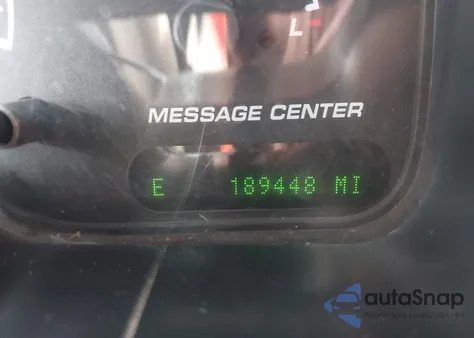 L
MESSAGE CENTER
E 189448 MI
autoSnap